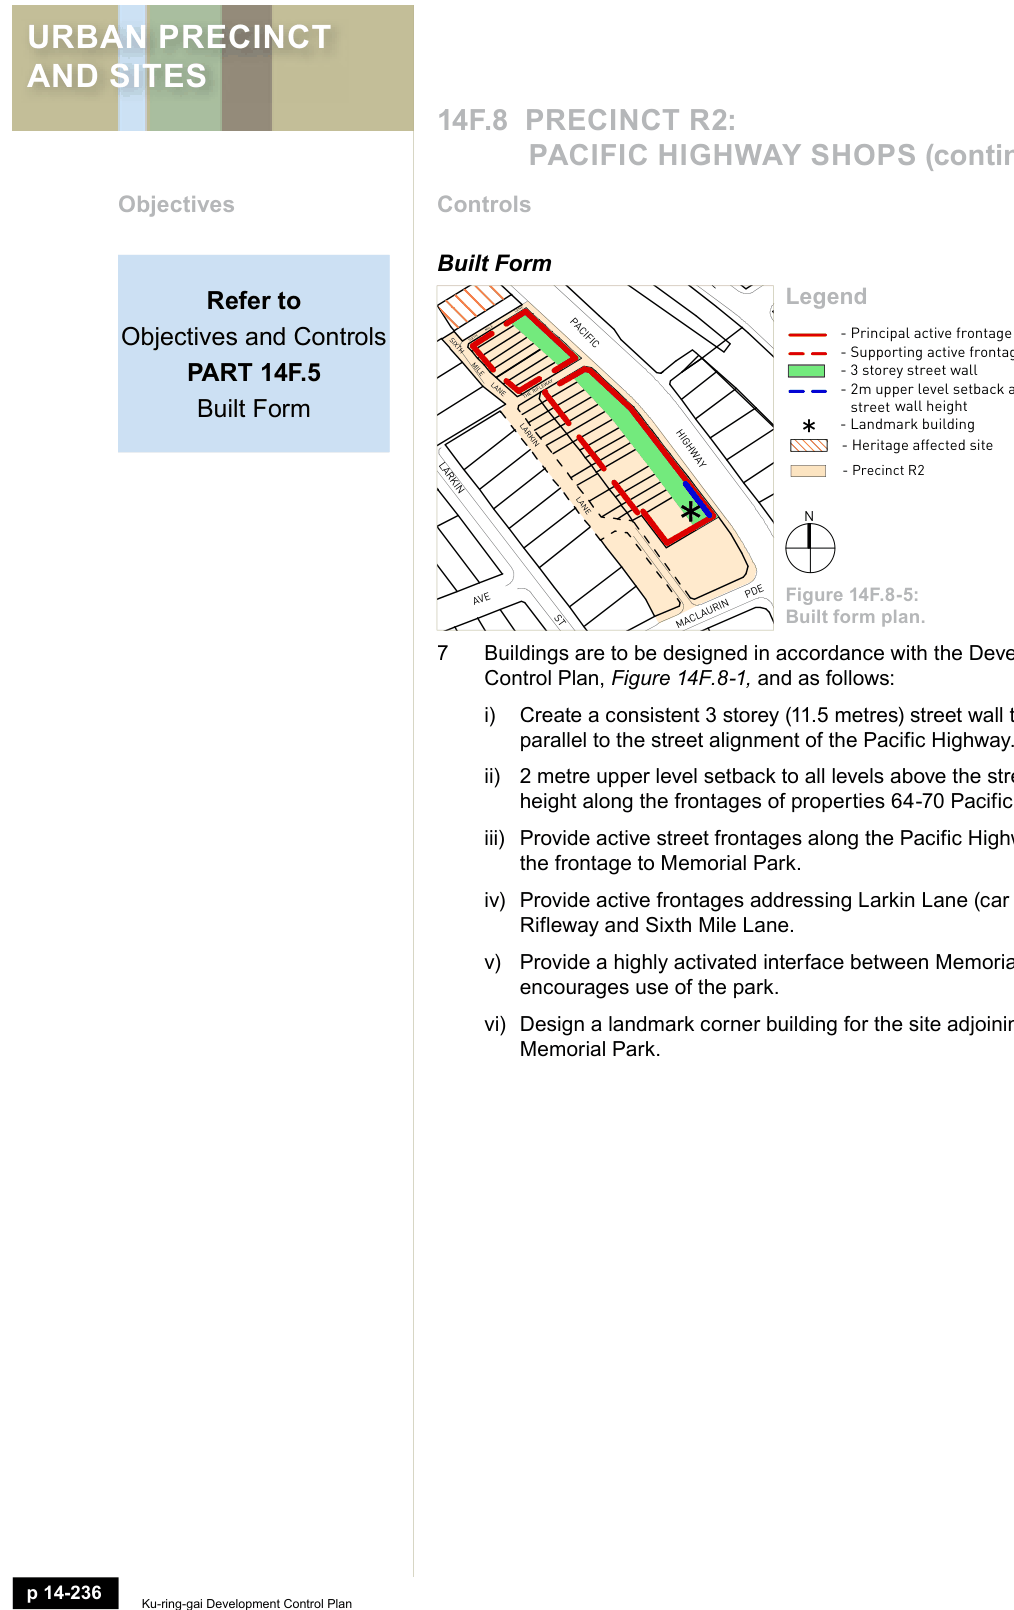 URBAN PRECINCT
AND SITES
14F.8 PRECINCT R2:
PACIFIC HIGHWAY SHOPS (contin
Objectives
Controls
Refer to
Objectives and Controls
PART 14F.5
Built Form
Built Form
PACIFIC
HIGHWAY
SIXTH
MILE
LANE
THE RIFLEWAY
LARKIN
LANE
LARKIN
ST
AVE
MACLAURIN PDE
Legend
- Principal active frontage
- Supporting active frontag
- 3 storey street wall
- 2m upper level setback a
street wall height
- Landmark building
- Heritage affected site
- Precinct R2
N
Figure 14F.8-5:
Built form plan.
7 Buildings are to be designed in accordance with the Deve
Control Plan, Figure 14F.8-1, and as follows:
i) Create a consistent 3 storey (11.5 metres) street wall t
parallel to the street alignment of the Pacific Highway.
ii) 2 metre upper level setback to all levels above the stre
height along the frontages of properties 64-70 Pacific
iii) Provide active street frontages along the Pacific Highw
the frontage to Memorial Park.
iv) Provide active frontages addressing Larkin Lane (car
Rifleway and Sixth Mile Lane.
v) Provide a highly activated interface between Memoria
encourages use of the park.
vi) Design a landmark corner building for the site adjoinin
Memorial Park.
p 14-236
Ku-ring-gai Development Control Plan